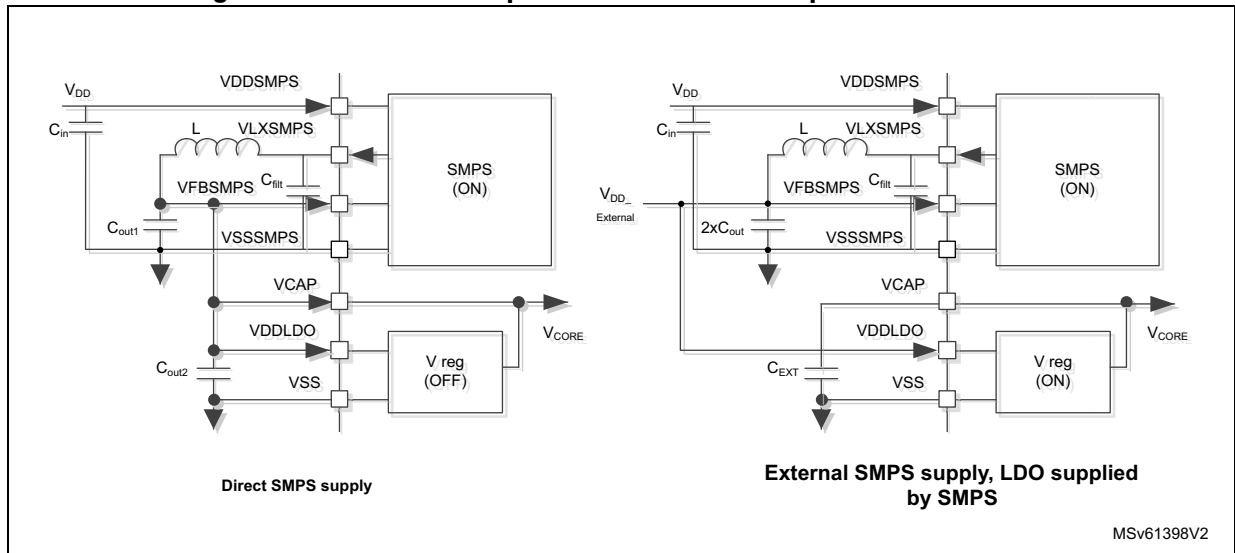 VDDSMPS
VDD
Cin
L
VLXSMPS
SMPS
(ON)
Cfilt
VFBSMPS
Cout1
VSSSMPS
VCAP
VDDLDO
VCORE
Cout2
V reg
(OFF)
VSS
Direct SMPS supply
VDDSMPS
VDD
Cin
L
VLXSMPS
SMPS
(ON)
Cfilt
VDD_
External
VFBSMPS
2xCout
VSSSMPS
VCAP
VDDLDO
VCORE
CEXT
V reg
(ON)
VSS
External SMPS supply, LDO supplied
by SMPS
MSv61398V2